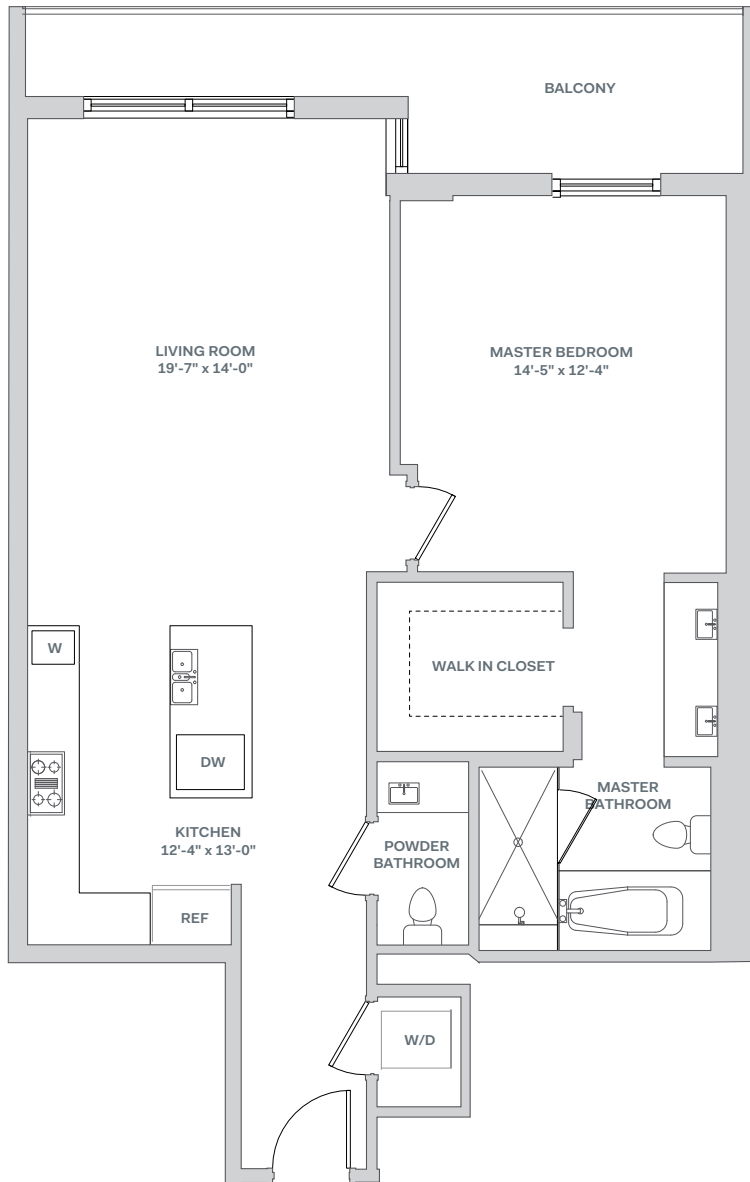 BALCONY
LIVING ROOM
19'-7" x 14'-0"
MASTER BEDROOM
14'-5" x 12'-4"
W
WALK IN CLOSET
DW
MASTER
BATHROOM
KITCHEN
12'-4" x 13'-0"
POWDER
BATHROOM
REF
W/D